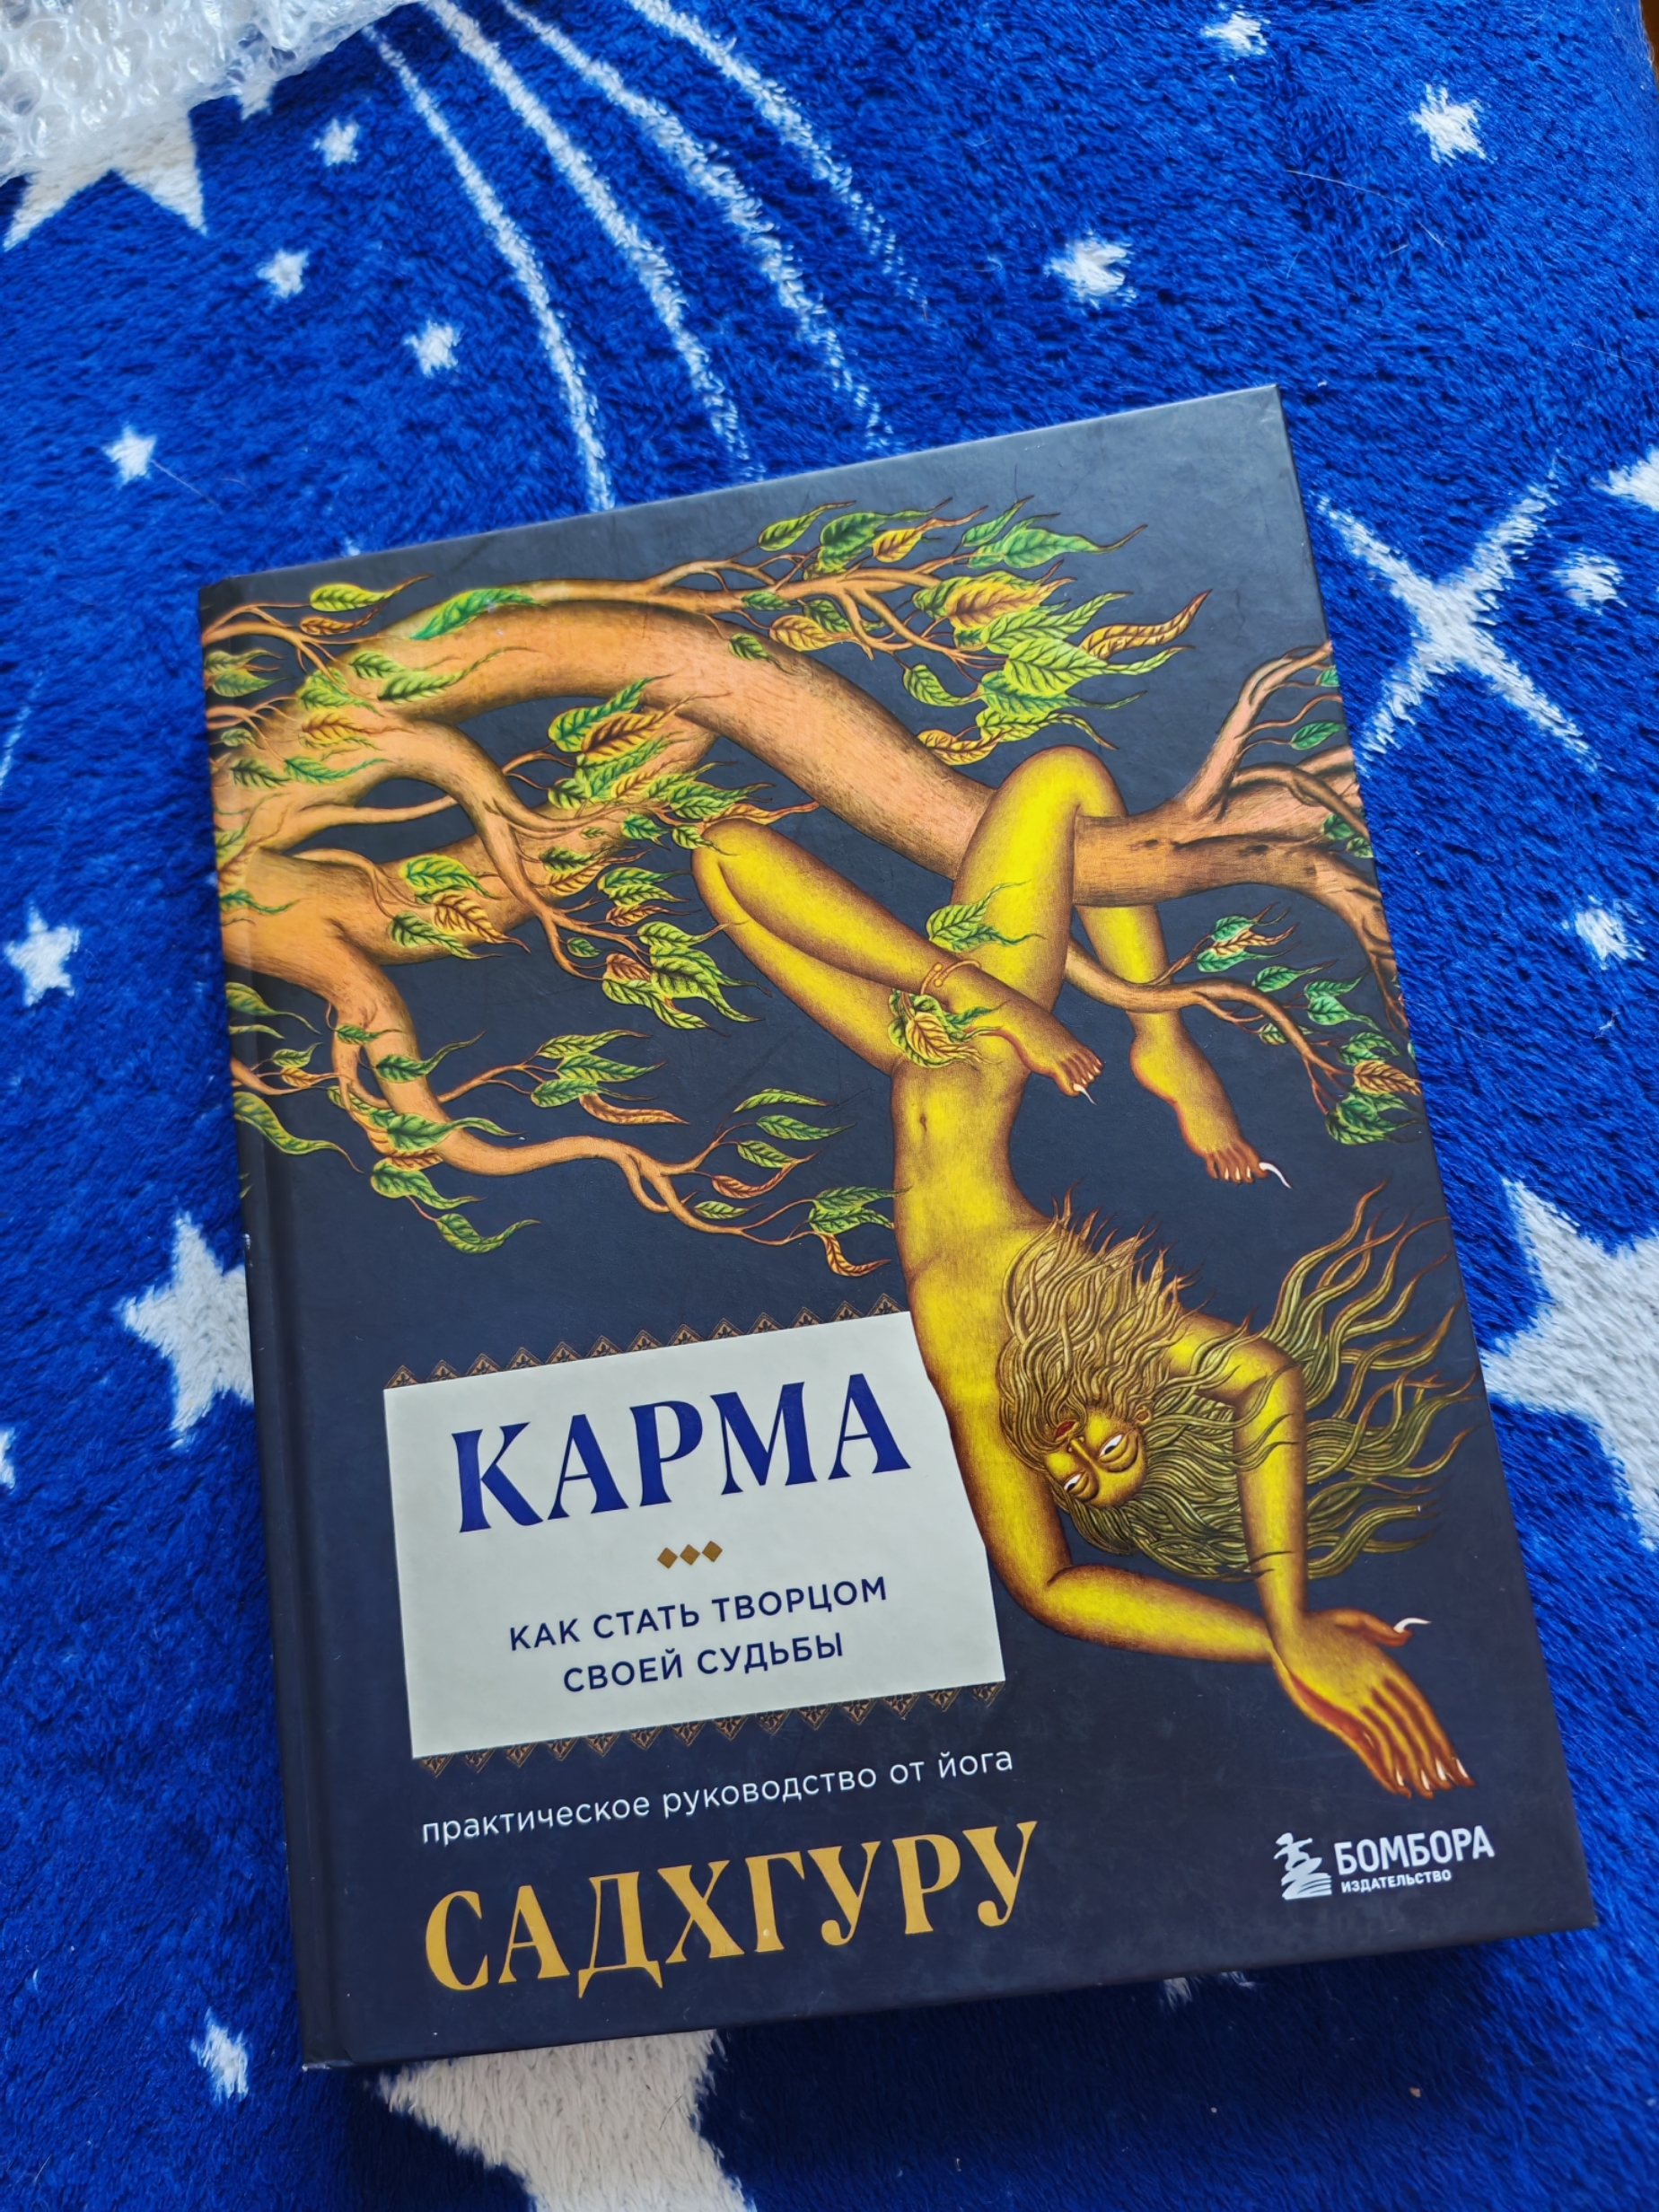 КАРМА
КАК СТАТЬ ТВОРЦОМ
СВОЕЙ СУДЬБЫ
практическое руководство от йога
САДХГУРУ
БОМБОРА
ИЗДАТЕЛЬСТВО